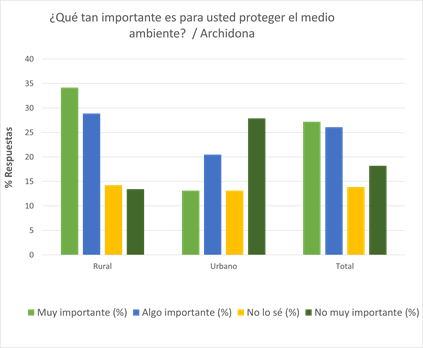 ¿Qué tan importante es para usted proteger el medio
ambiente? / Archidona
40
35
30
25
20
15
10
5
0
% Respuestas
Rural Urbano Total
Muy importante (%) Algo importante (%) No lo sé (%) No muy importante (%)